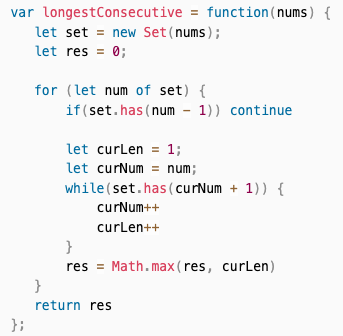 var longestConsecutive = function(nums) {
    let set = new Set(nums);
    let res = 0;

    for (let num of set) {
        if(set.has(num - 1)) continue

        let curLen = 1;
        let curNum = num;
        while(set.has(curNum + 1)) {
            curNum++
            curLen++
        }
        res = Math.max(res, curLen)
    }
    return res
};